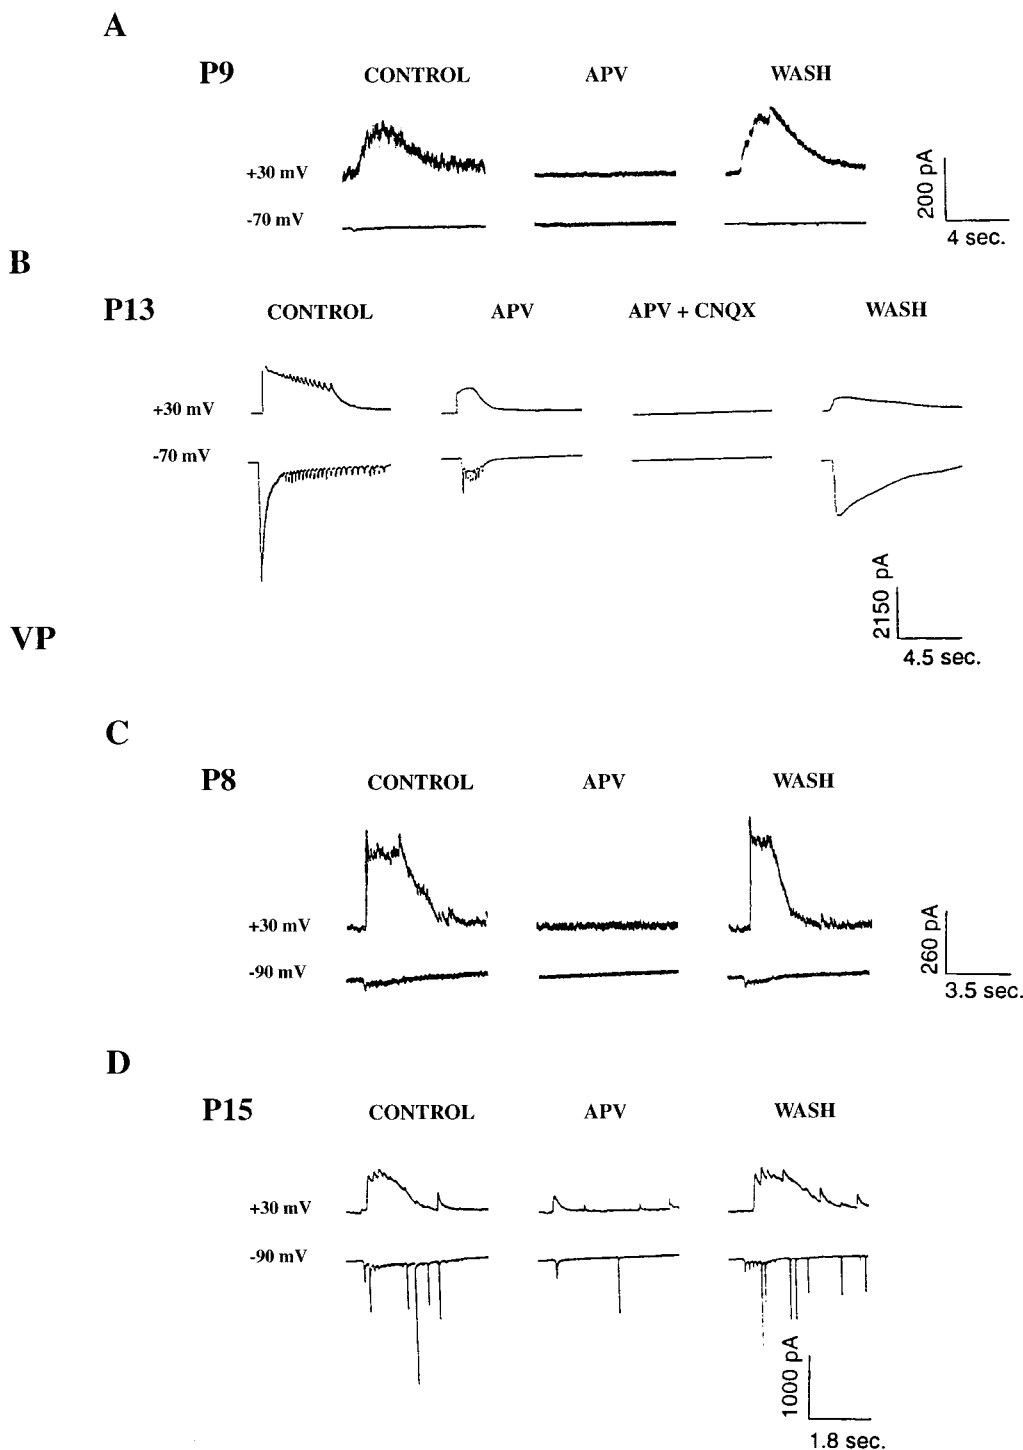 A
P9
CONTROL APV WASH
+30 mV
-70 mV
200 pA
4 sec.
B
P13
CONTROL APV APV + CNQX WASH
+30 mV
-70 mV
2150 pA
4.5 sec.
VP
C
P8
CONTROL APV WASH
+30 mV
-90 mV
260 pA
3.5 sec.
D
P15
CONTROL APV WASH
+30 mV
-90 mV
1000 pA
1.8 sec.